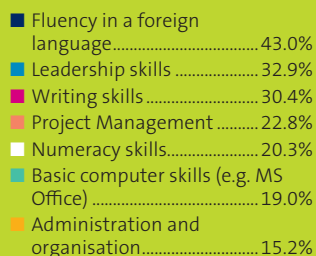 Fluency in a foreign
language..................................43.0%
Leadership skills...................32.9%
Writing skills..........................30.4%
Project Management..........22.8%
Numeracy skills.....................20.3%
Basic computer skills (e.g. MS
Office).......................................19.0%
Administration and
organisation...........................15.2%